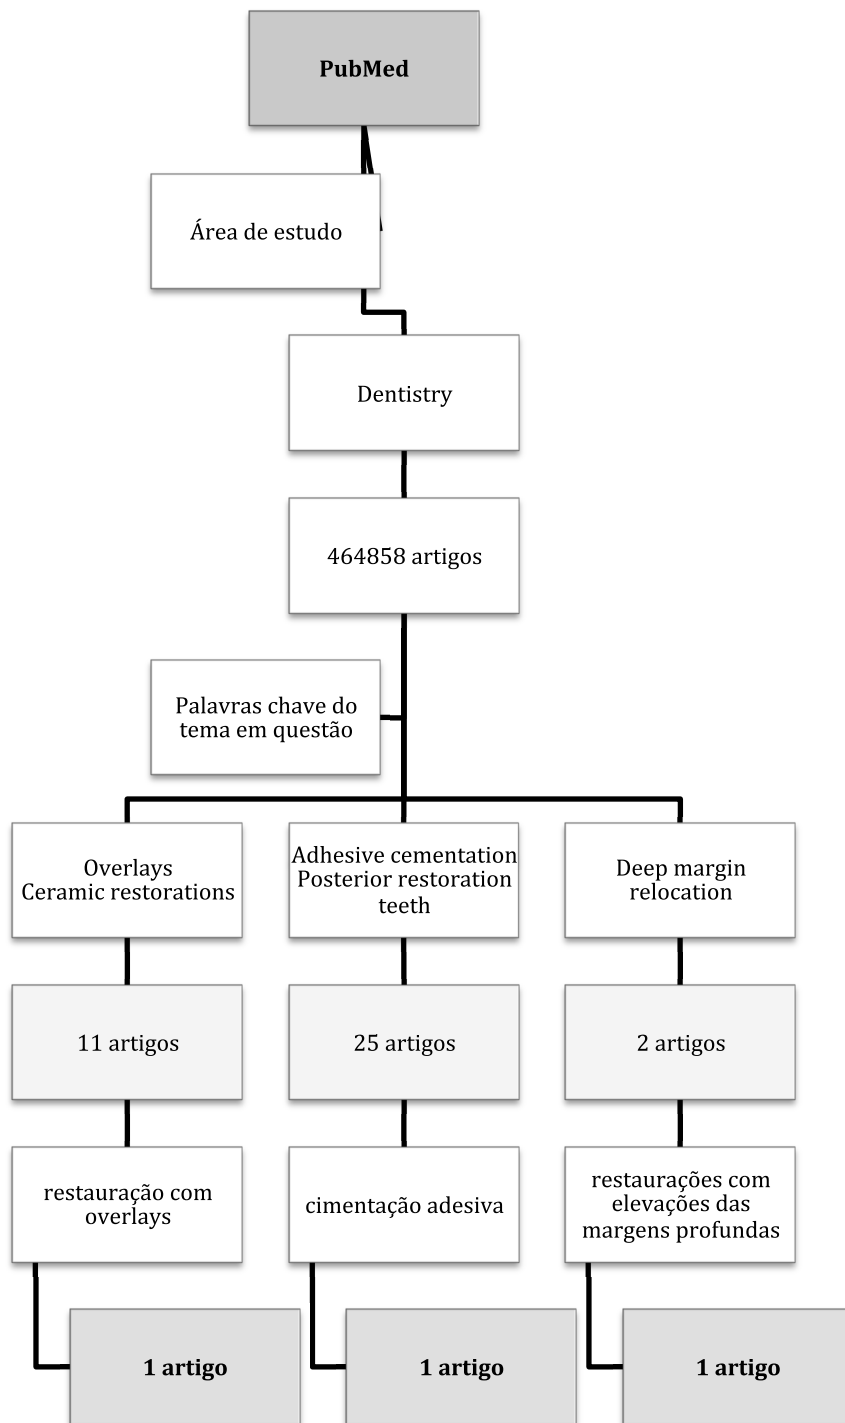 PubMed
Área de estudo
Dentistry
464858 artigos
Palavras chave do
tema em questão
Overlays
Ceramic restorations
Adhesive cementation
Posterior restoration
teeth
Deep margin
relocation
11 artigos
25 artigos
2 artigos
restauração com
overlays
cimentação adesiva
restaurações com
elevações das
margens profundas
1 artigo
1 artigo
1 artigo